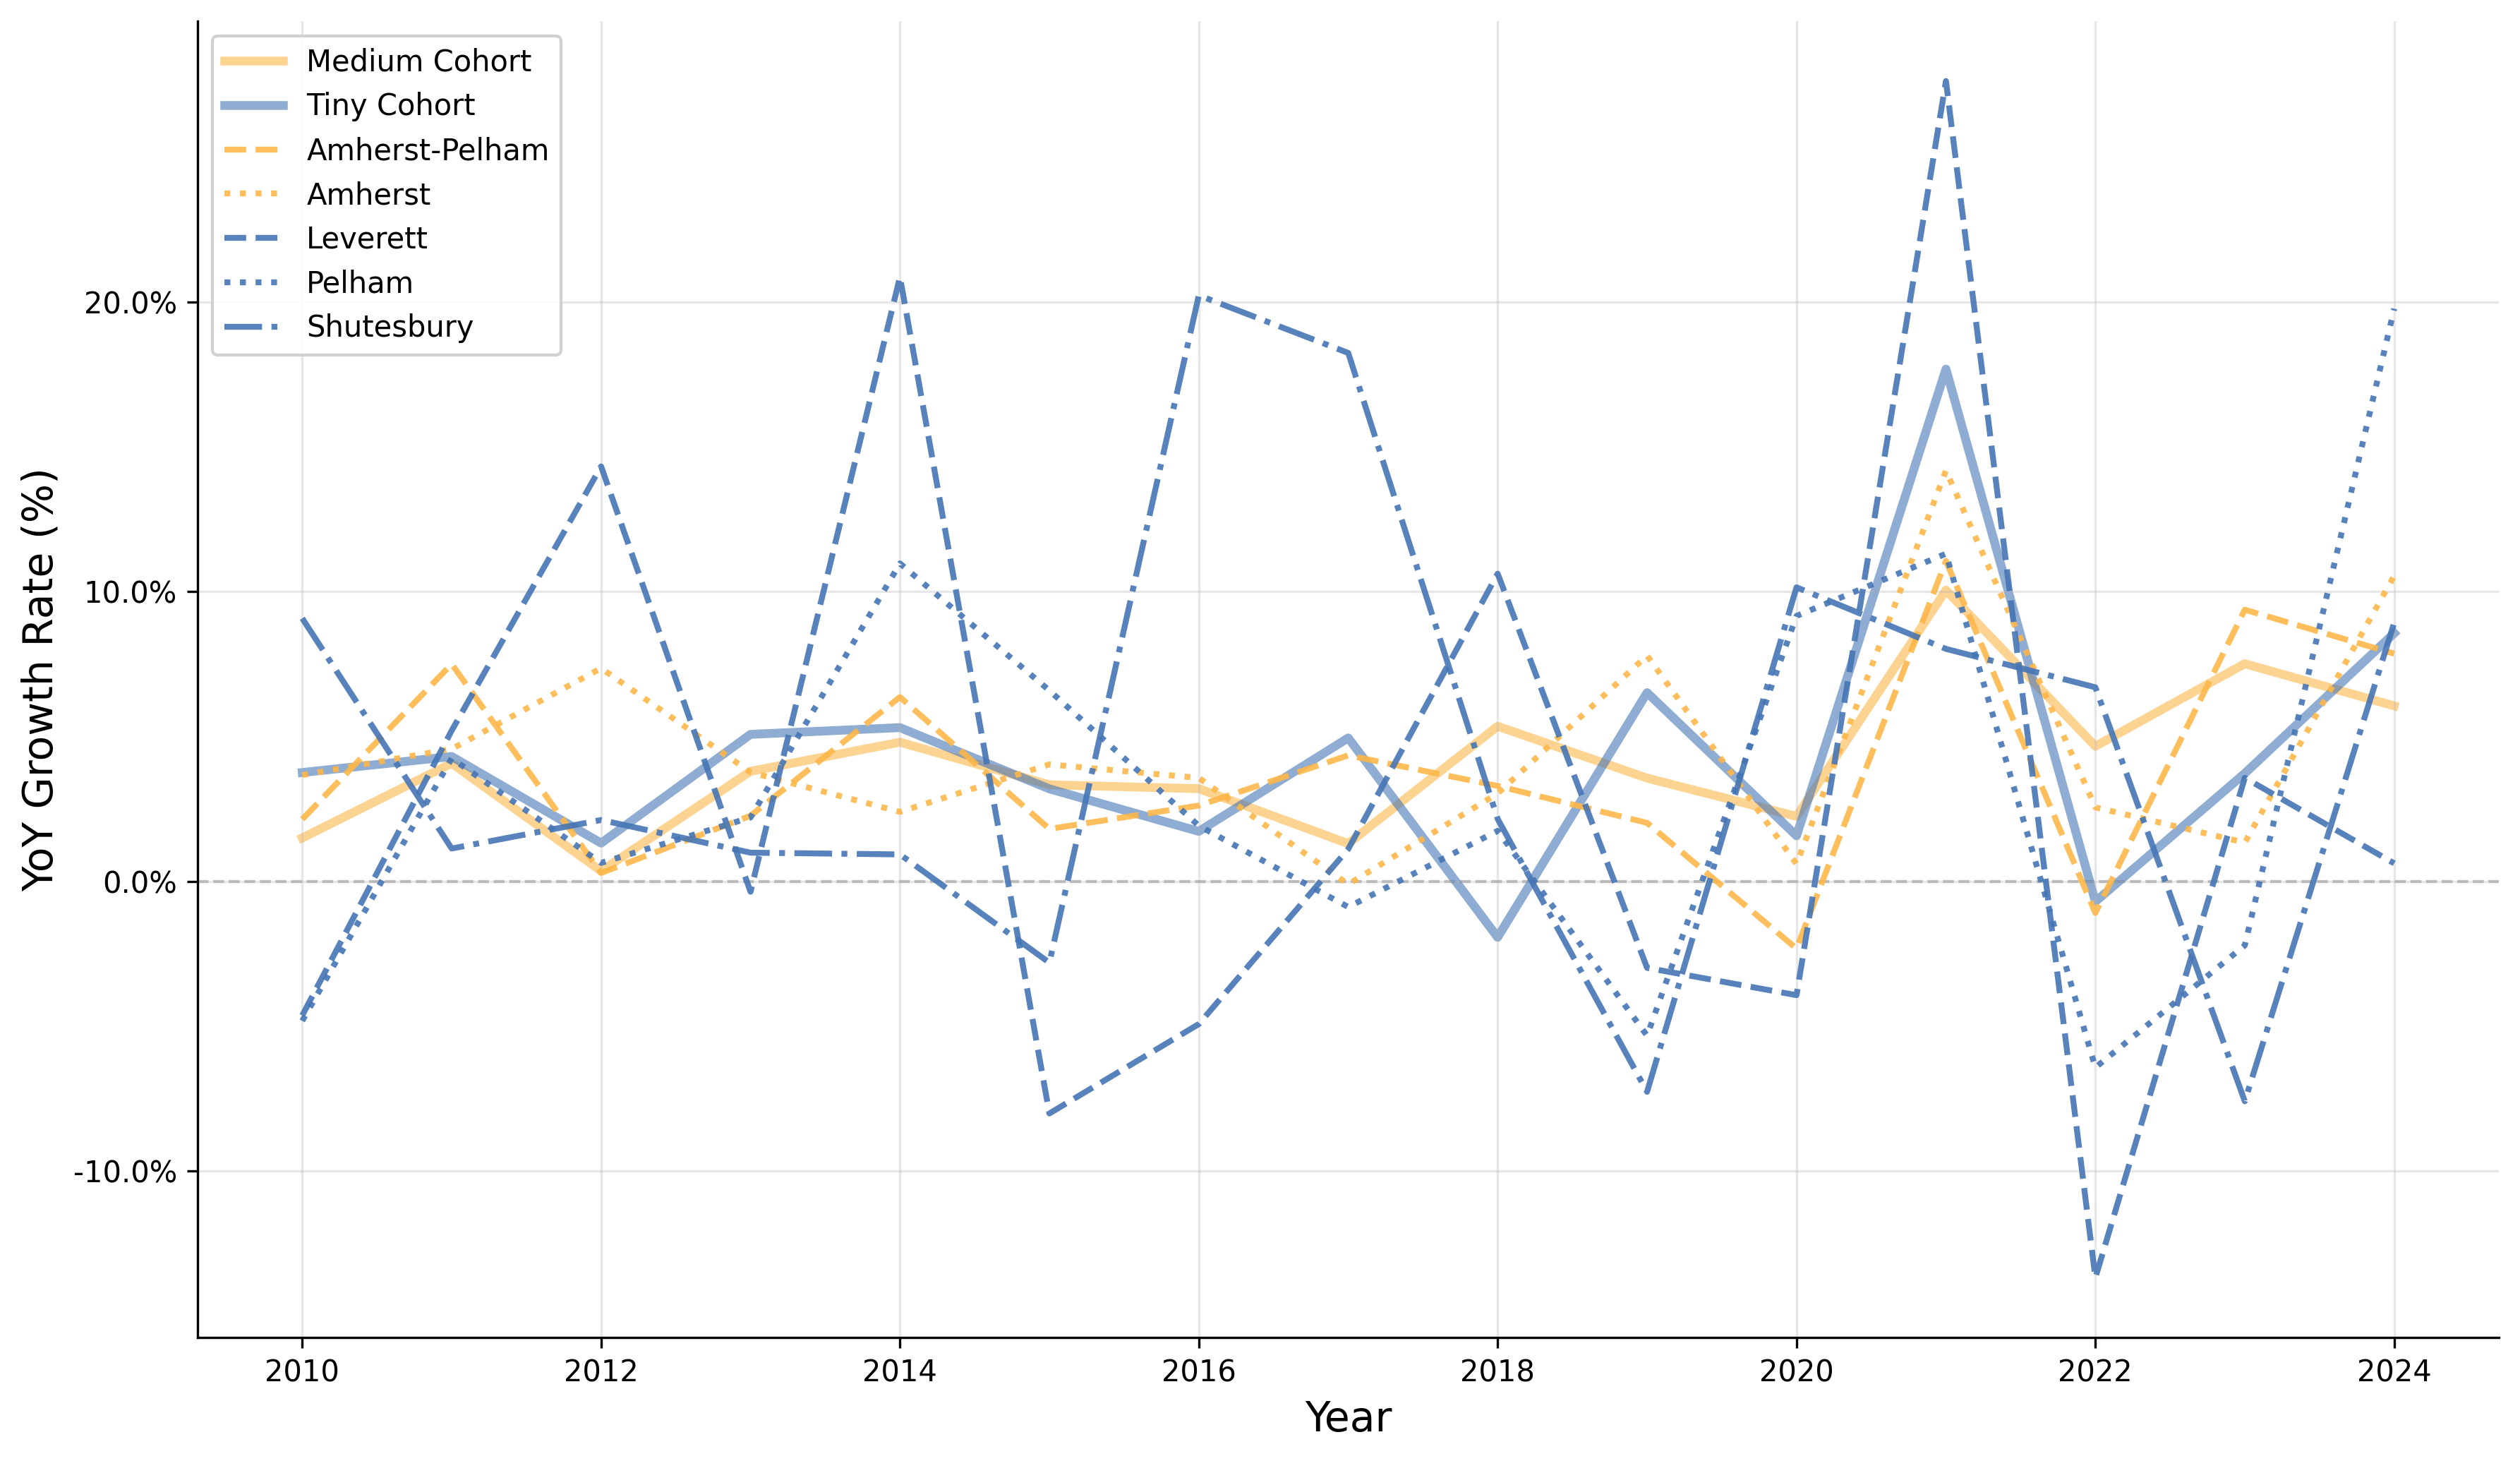 Medium Cohort
Tiny Cohort
Amherst-Pelham
Amherst
Leverett
Pelham
Shutesbury
YoY Growth Rate (%)
20.0%
10.0%
0.0%
-10.0%
2010 2012 2014 2016 2018 2020 2022 2024
Year